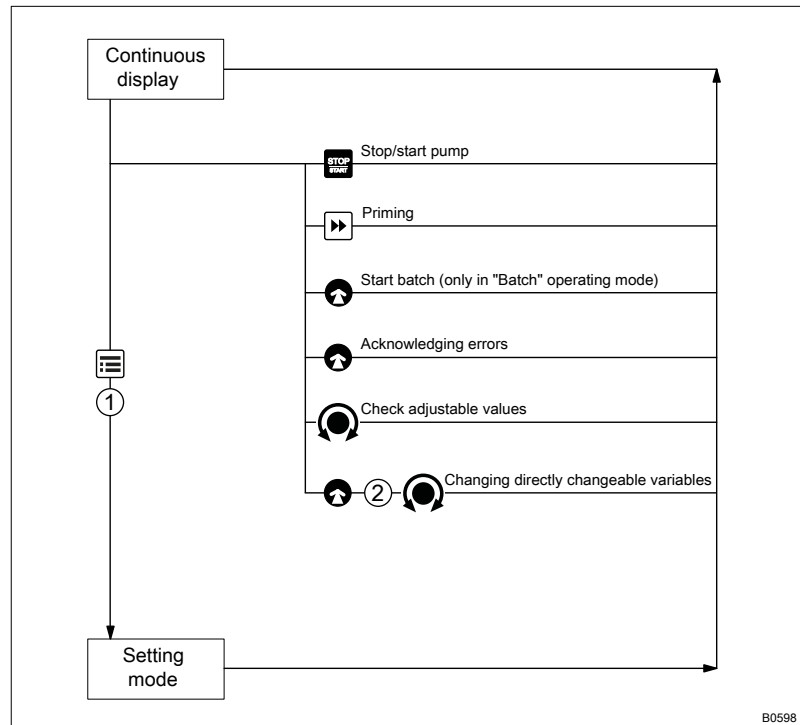 Continuous
display
Stop/start pump
STOP
START
Priming
Start batch (only in "Batch" operating mode)
Acknowledging errors
1
Check adjustable values
Changing directly changeable variables
2
Setting
mode
B0598